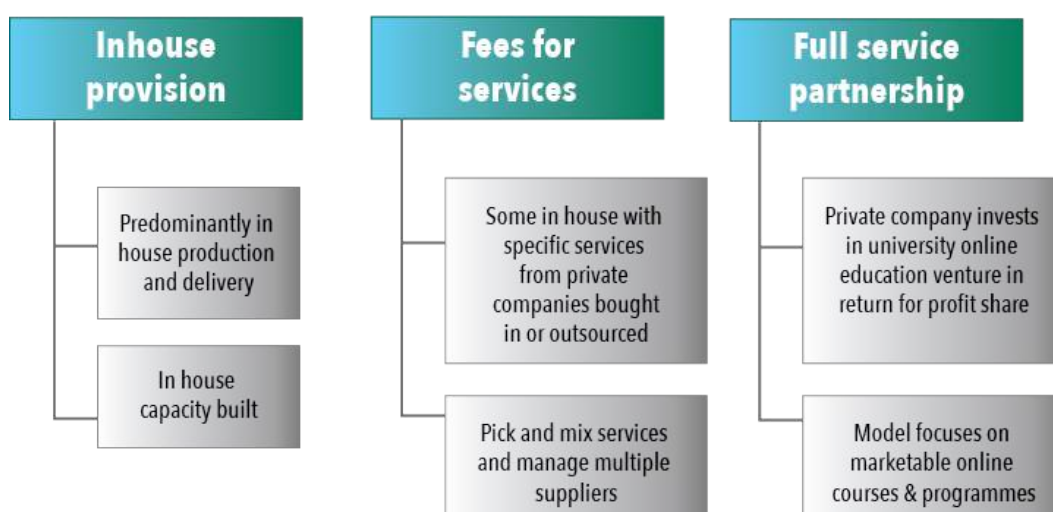 Inhouse
provision
Predominantly in
house production
and delivery
In house
capacity built
Fees for
services
Some in house with
specific services
from private
companies bought
in or outsourced
Pick and mix services
and manage multiple
suppliers
Full service
partnership
Private company invests
in university online
education venture in
return for profit share
Model focuses on
marketable online
courses & programmes